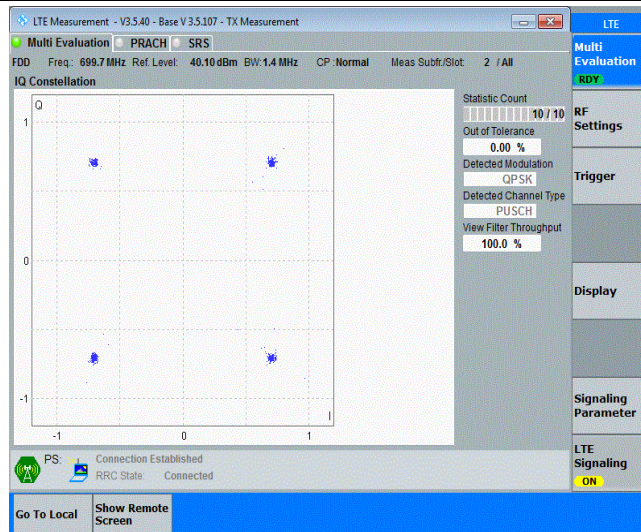 LTE Measurement - V3.5.40 - Base V 3.5.107 - TX Measurement
LTE
Multi Evaluation PRACH SRS
FDD Freq.: 699.7 MHz Ref. Level: 40.10 dBm BW: 1.4 MHz CP : Normal Meas Subfr./Slot: 2 / All
IQ Constellation
Q
1
0
-1
I
-1 0 1
Statistic Count
10 / 10
Out of Tolerance
0.00 %
Detected Modulation
QPSK
Detected Channel Type
PUSCH
View Filter Throughput
100.0 %
PS:
Connection Established
RRC State: Connected
Multi
Evaluation
RDY
RF
Settings
Trigger
Display
Signaling
Parameter
LTE
Signaling
ON
Go To Local
Show Remote
Screen